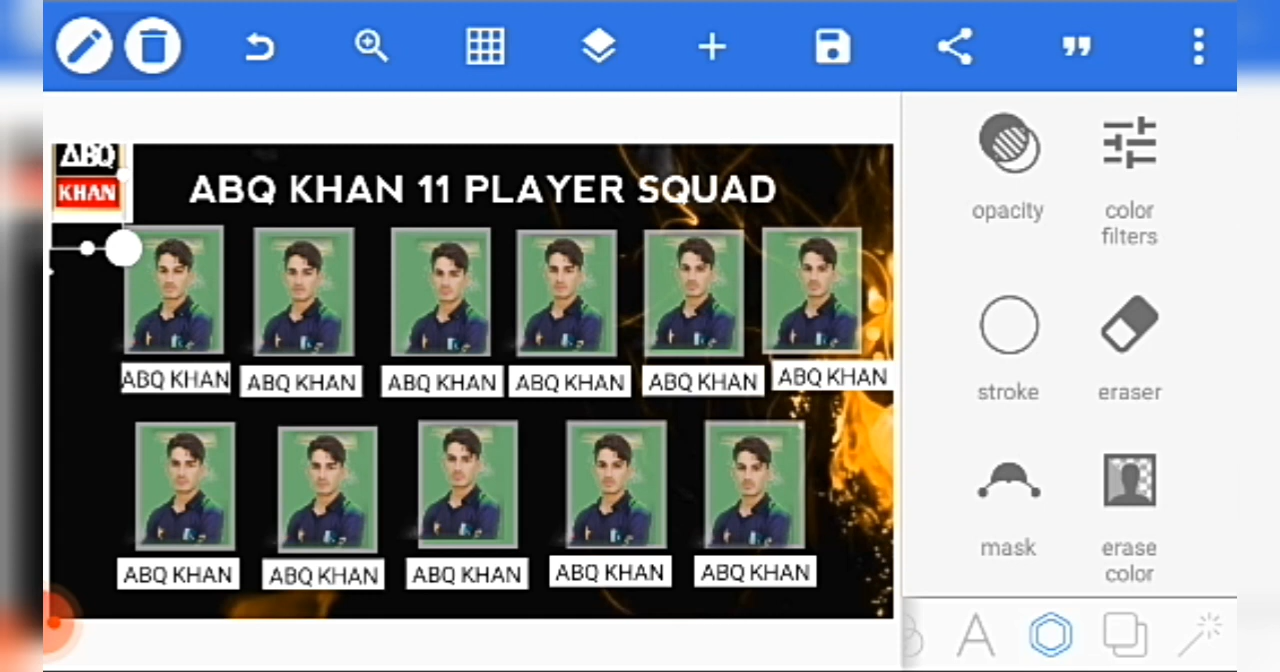 ABQ
KHAN
ABQ KHAN 11 PLAYER SQUAD
ABQ KHAN ABQ KHAN ABQ KHAN ABQ KHAN ABQ KHAN ABQ KHAN
ABQ KHAN ABQ KHAN ABQ KHAN ABQ KHAN ABQ KHAN
opacity
color
filters
stroke
eraser
mask
erase
color